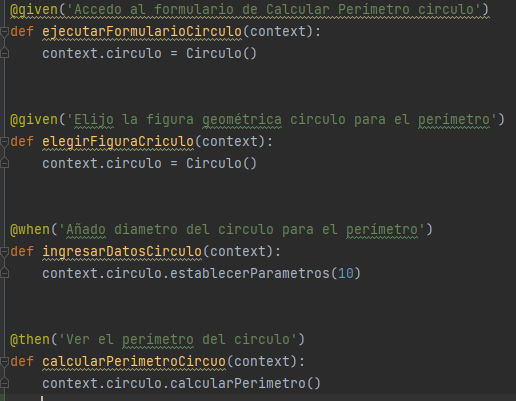 @given('Accedo al formulario de Calcular Perímetro circulo')
def ejecutarFormularioCirculo(context):
    context.circulo = Circulo()
@given('Elijo la figura geométrica circulo para el perímetro')
def elegirFiguraCriculo(context):
    context.circulo = Circulo()
@when('Añado diametro del circulo para el perímetro')
def ingresarDatosCirculo(context):
    context.circulo.establecerParametros(10)
@then('Ver el perímetro del circulo')
def calcularPerimetroCircuo(context):
    context.circulo.calcularPerimetro()